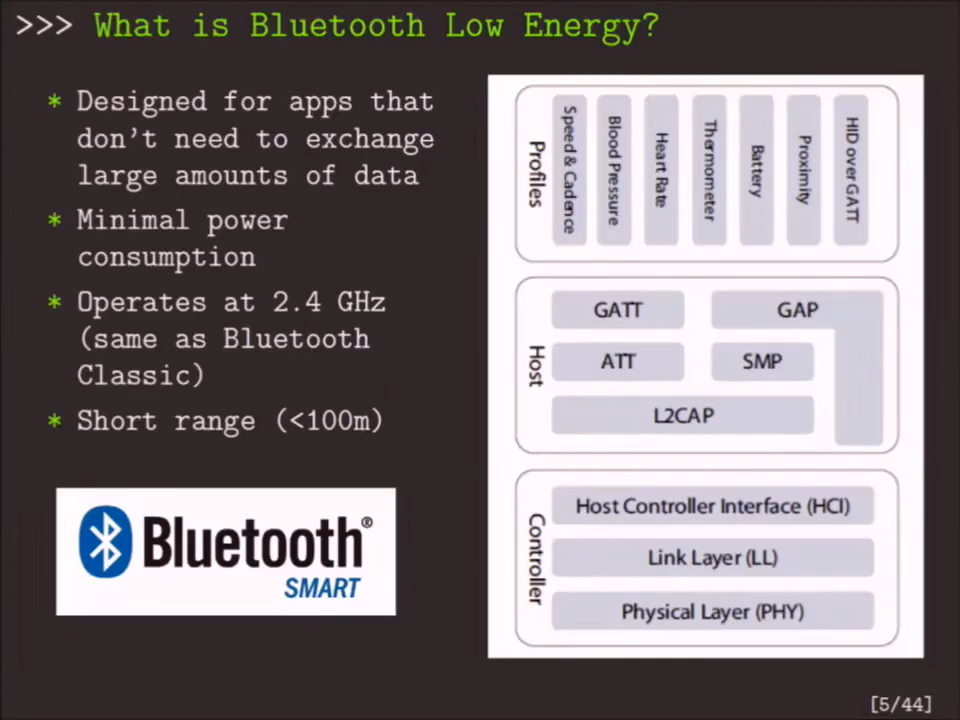 >>> What is Bluetooth Low Energy?
* Designed for apps that
don't need to exchange
large amounts of data
* Minimal power
consumption
* Operates at 2.4 GHz
(same as Bluetooth
Classic)
* Short range (<100m)
Bluetooth®
SMART
Profiles
Speed & Cadence
Blood Pressure
Heart Rate
Thermometer
Battery
Proximity
HID over GATT
Host
GATT
GAP
ATT
SMP
L2CAP
Controller
Host Controller Interface (HCI)
Link Layer (LL)
Physical Layer (PHY)
[5/44]